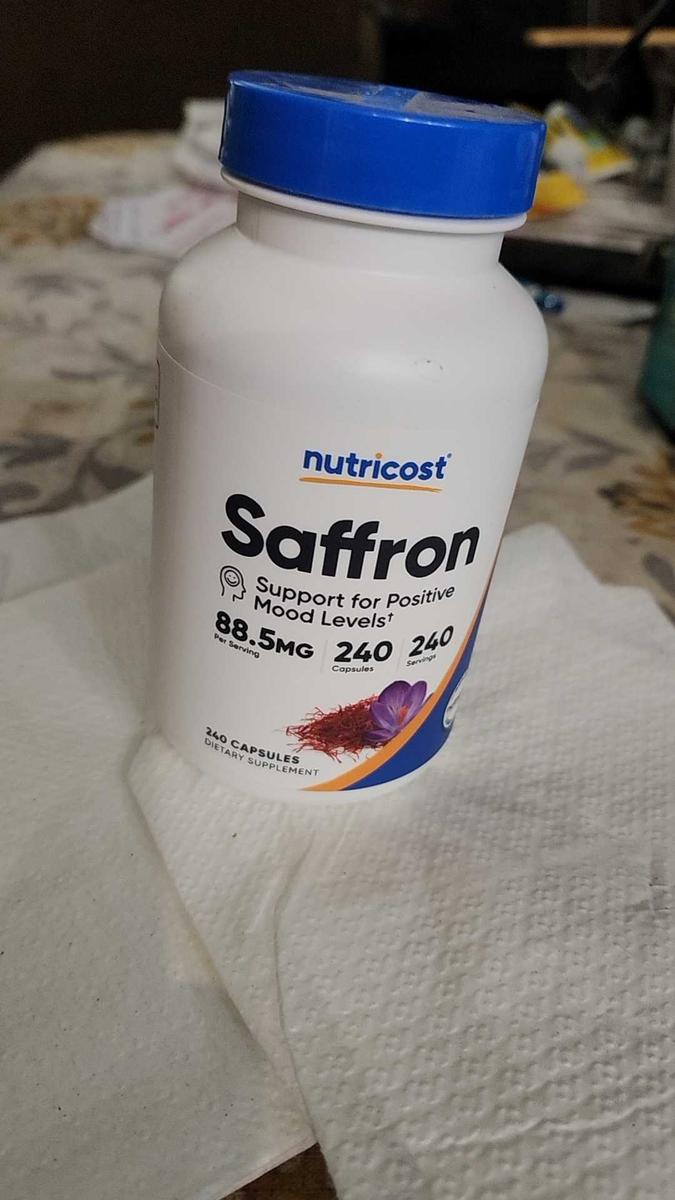 nutricost®
Saffron
Support for Positive
Mood Levels†
88.5MG
Per Serving
240
Capsules
240
Servings
240 CAPSULES
DIETARY SUPPLEMENT